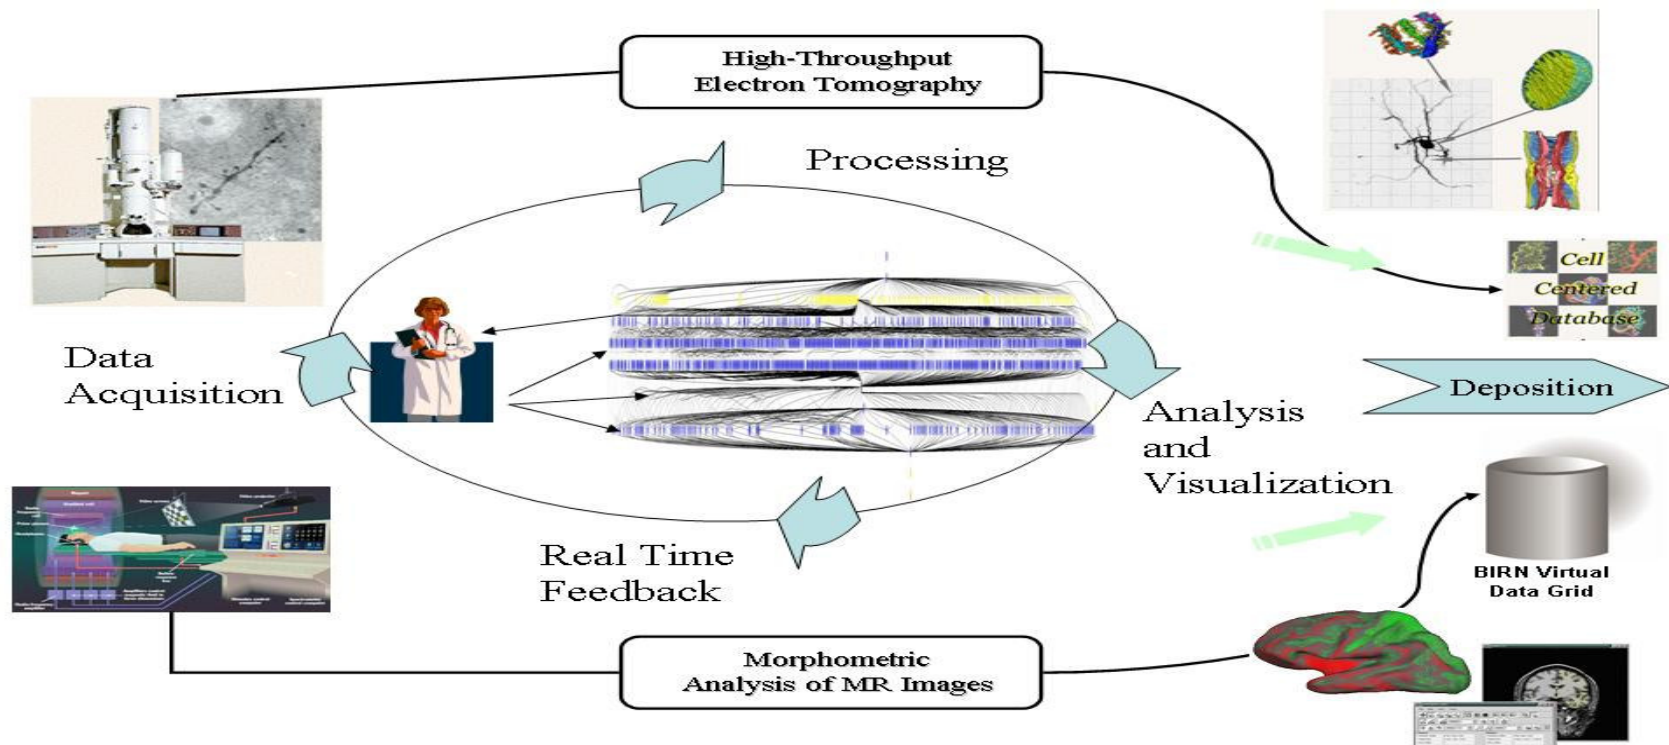 High-Throughput
Electron Tomography
Processing
Cell
Centered
Database
Data
Acquisition
Deposition
Analysis
and
Visualization
Real Time
Feedback
BIRN Virtual
Data Grid
Morphometric
Analysis of MR Images